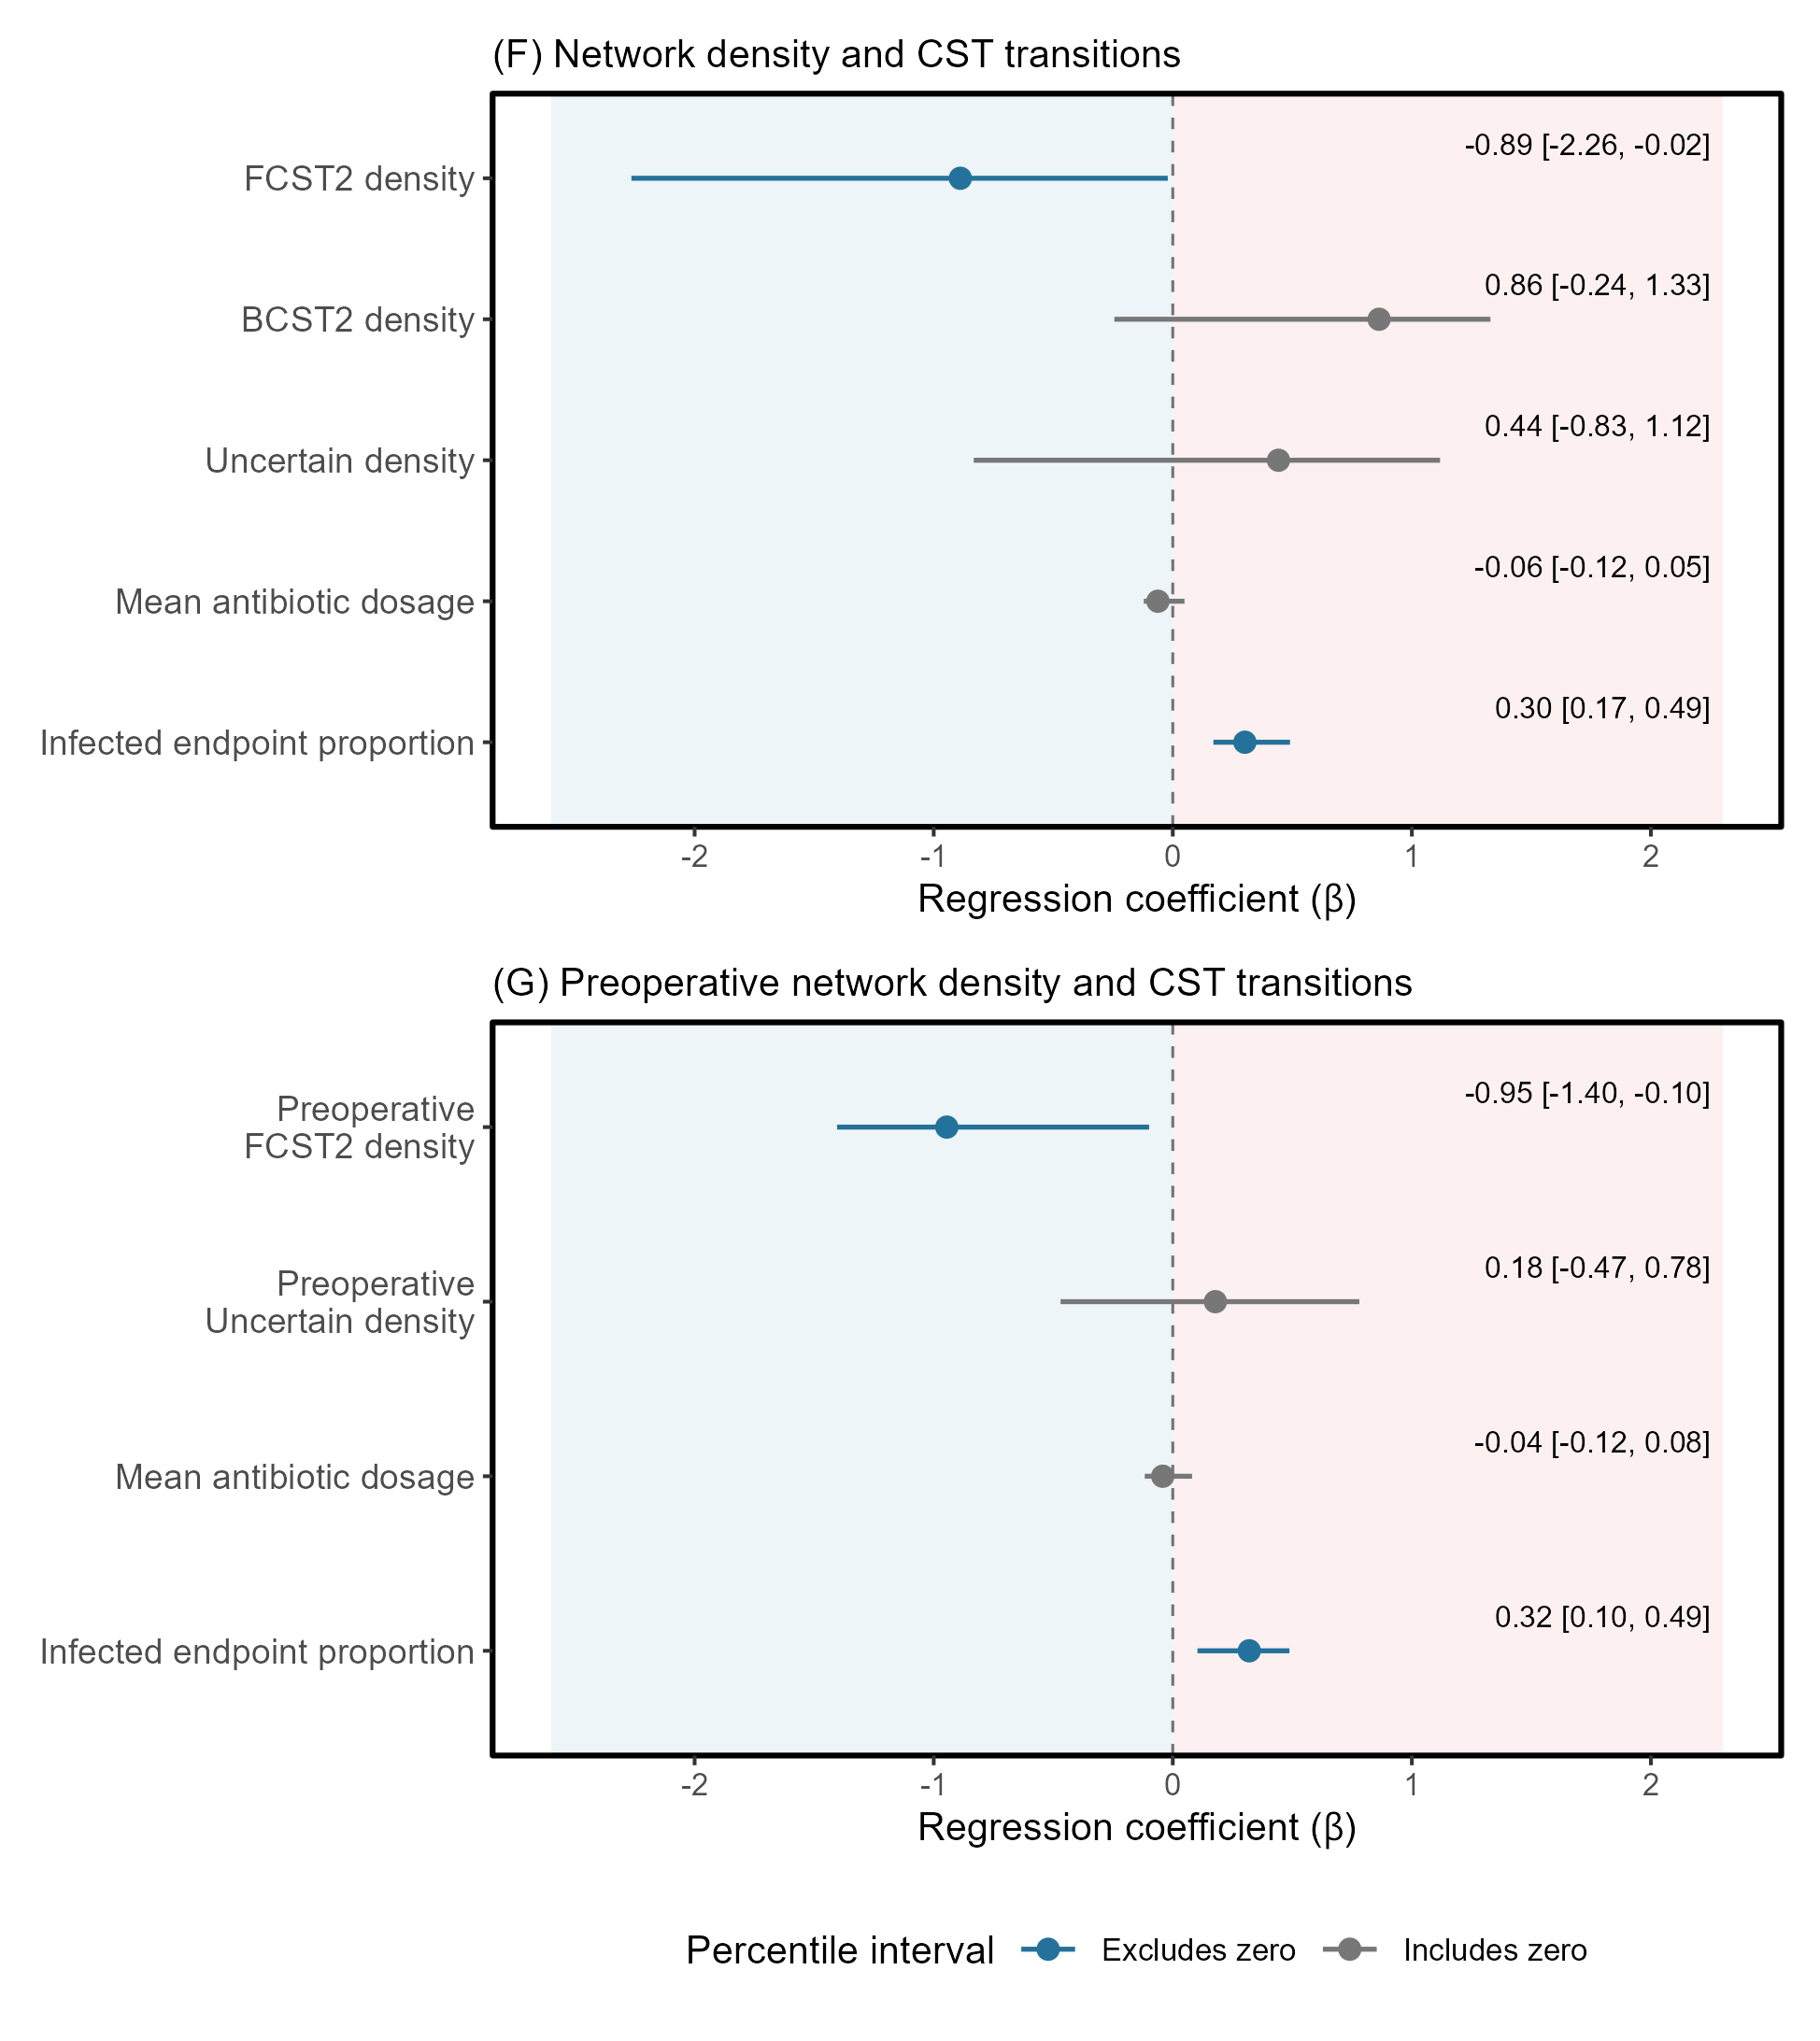 (F) Network density and CST transitions
FCST2 density
-0.89 [-2.26, -0.02]
BCST2 density
0.86 [-0.24, 1.33]
Uncertain density
0.44 [-0.83, 1.12]
Mean antibiotic dosage
-0.06 [-0.12, 0.05]
Infected endpoint proportion
0.30 [0.17, 0.49]
-2 -1 0 1 2
Regression coefficient (β)
(G) Preoperative network density and CST transitions
Preoperative
FCST2 density
-0.95 [-1.40, -0.10]
Preoperative
Uncertain density
0.18 [-0.47, 0.78]
Mean antibiotic dosage
-0.04 [-0.12, 0.08]
Infected endpoint proportion
0.32 [0.10, 0.49]
-2 -1 0 1 2
Regression coefficient (β)
Percentile interval Excludes zero Includes zero